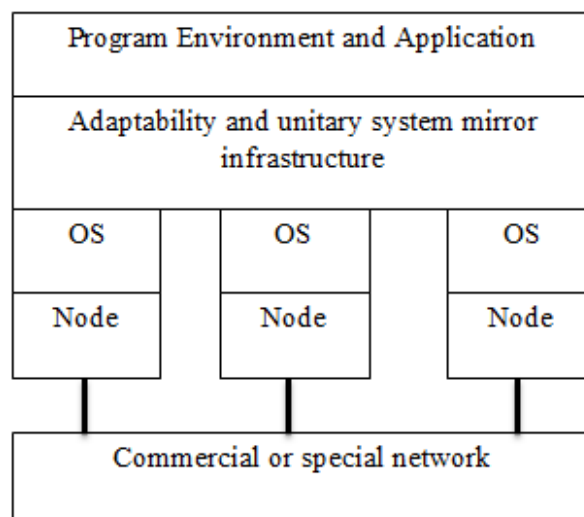 Program Environment and Application
Adaptability and unitary system mirror
infrastructure
OS OS OS
Node Node Node
Commercial or special network